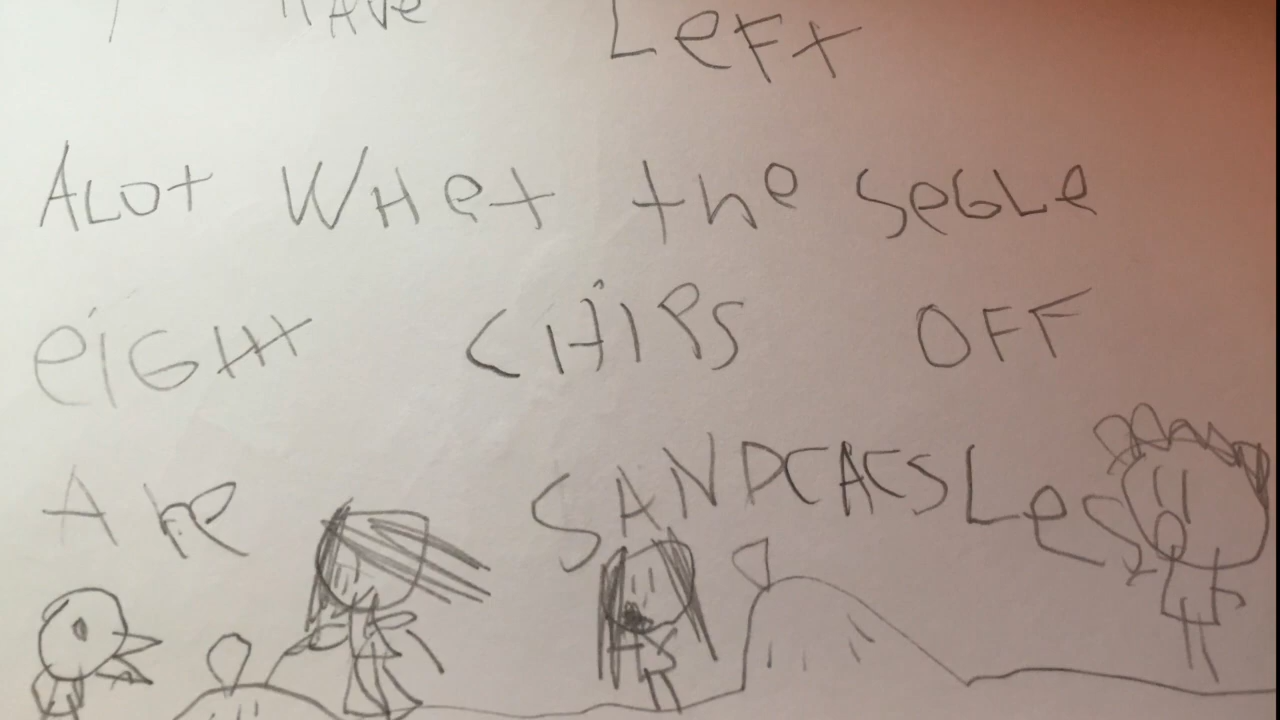 I HAVe LeFt
ALot WHet the seGLe
eiGHt CHiPS OFF
Are SANDCACSLes